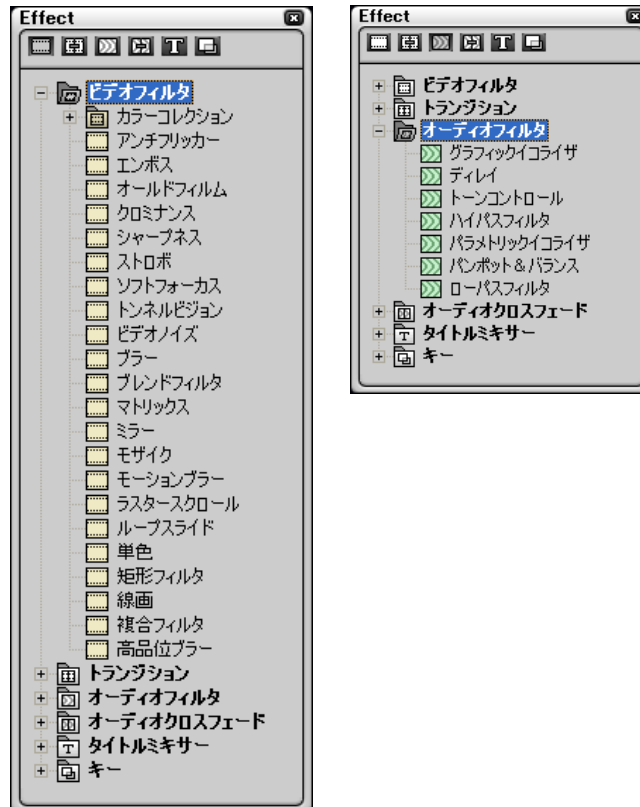 Effect
ビデオフィルタ
カラーコレクション
アンチフリッカー
エンボス
オールドフィルム
クロミナンス
シャープネス
ストロボ
ソフトフォーカス
トンネルビジョン
ビデオノイズ
ブラー
ブレンドフィルタ
マトリックス
ミラー
モザイク
モーションブラー
ラスタースクロール
ループスライド
単色
矩形フィルタ
線画
複合フィルタ
高品位ブラー
トランジション
オーディオフィルタ
オーディオクロスフェード
タイトルミキサー
キー
Effect
ビデオフィルタ
トランジション
オーディオフィルタ
グラフィックイコライザ
ディレイ
トーンコントロール
ハイパスフィルタ
パラメトリックイコライザ
パンポット＆バランス
ローパスフィルタ
オーディオクロスフェード
タイトルミキサー
キー